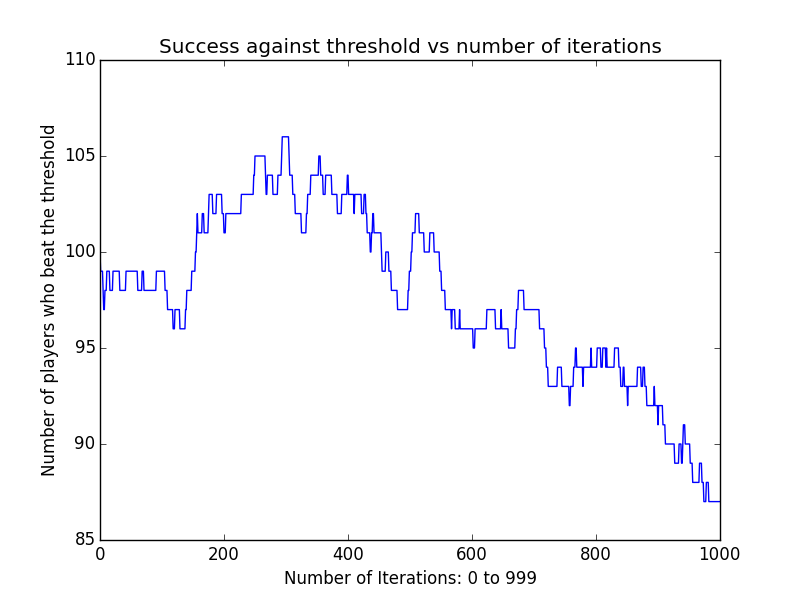 Success against threshold vs number of iterations
110
105
100
95
90
85
Number of players who beat the threshold
0 200 400 600 800 1000
Number of Iterations: 0 to 999